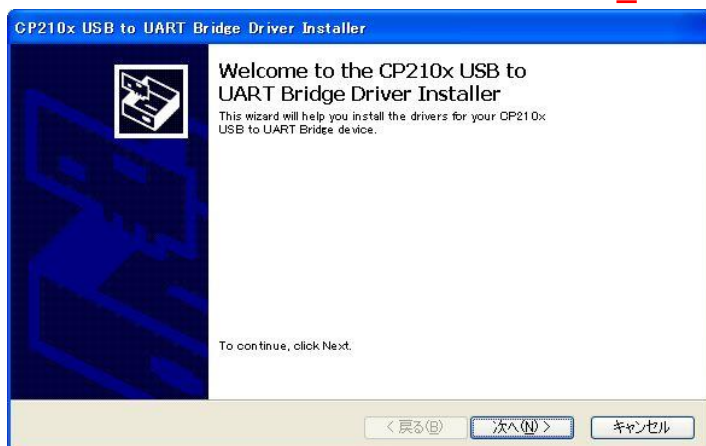 CP210x USB to UART Bridge Driver Installer
Welcome to the CP210x USB to
UART Bridge Driver Installer
This wizard will help you install the drivers for your CP210x
USB to UART Bridge device.
To continue, click Next.
< 戻る(B)
次へ(N) >
キャンセル